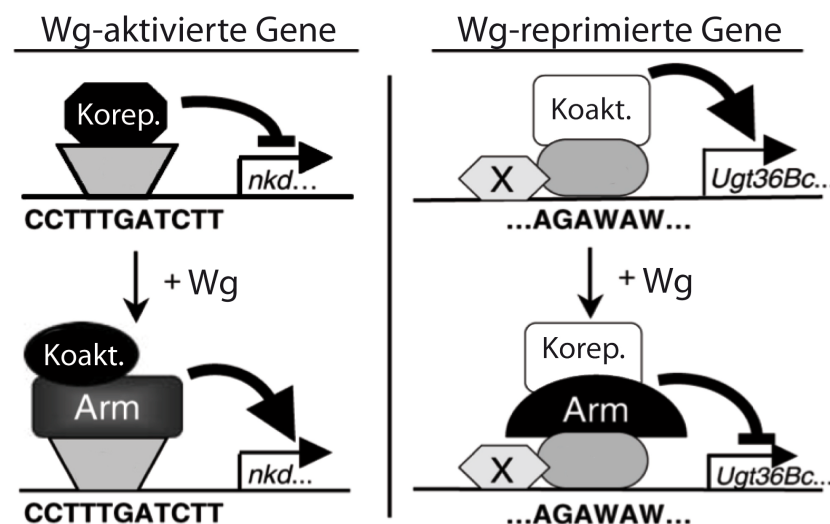 Wg-aktivierte Gene
Korep.
nkd...
CCTTTGATCTT
+ Wg
Koakt.
Arm
nkd...
CCTTTGATCTT
Wg-reprimierte Gene
Koakt.
X
Ugt36Bc...
...AGAWAW...
+ Wg
Korep.
Arm
X
Ugt36Bc...
...AGAWAW...